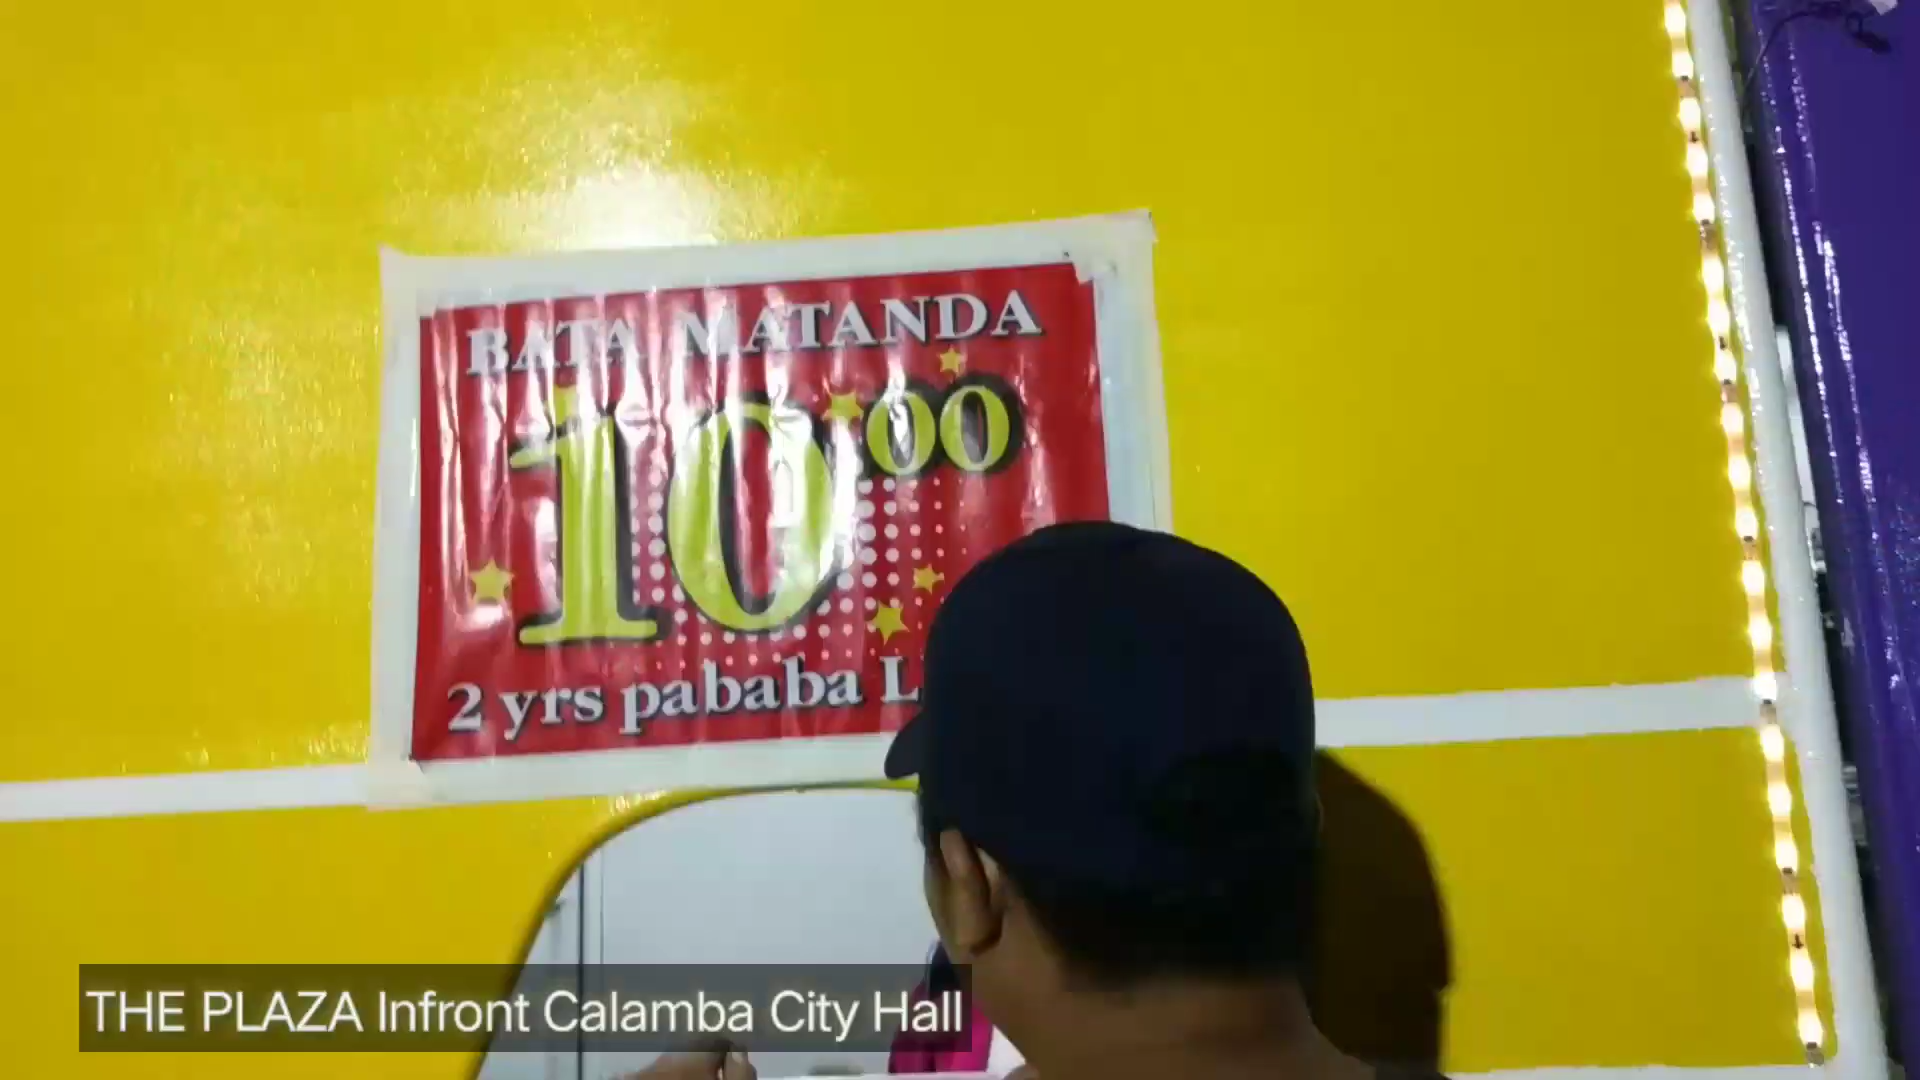 BATA MATANDA
10.00
2 yrs pababa
THE PLAZA Infront Calamba City Hall